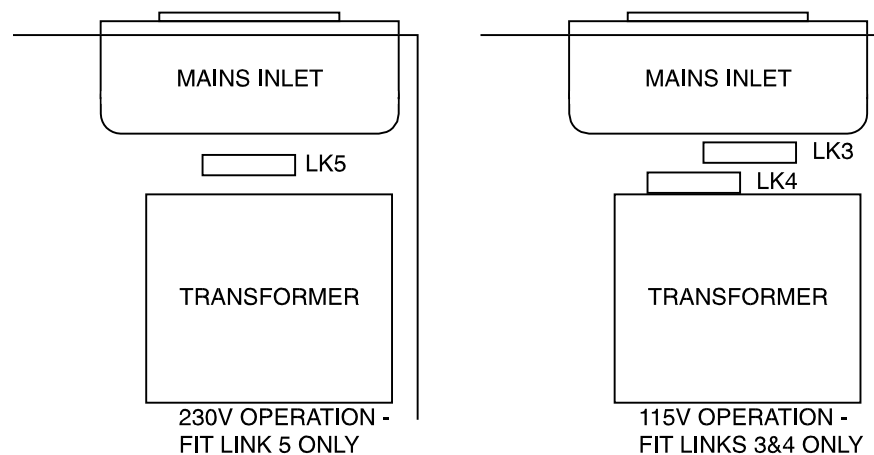 MAINS INLET
LK5
TRANSFORMER
230V OPERATION -
FIT LINK 5 ONLY
MAINS INLET
LK3
LK4
TRANSFORMER
115V OPERATION -
FIT LINKS 3&4 ONLY